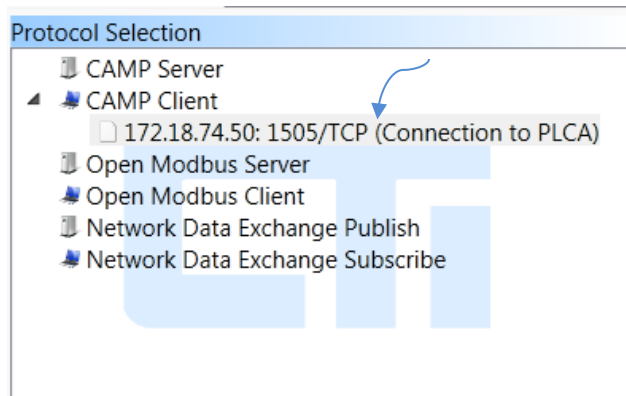 Protocol Selection
CAMP Server
CAMP Client
172.18.74.50: 1505/TCP (Connection to PLCA)
Open Modbus Server
Open Modbus Client
Network Data Exchange Publish
Network Data Exchange Subscribe
CTi